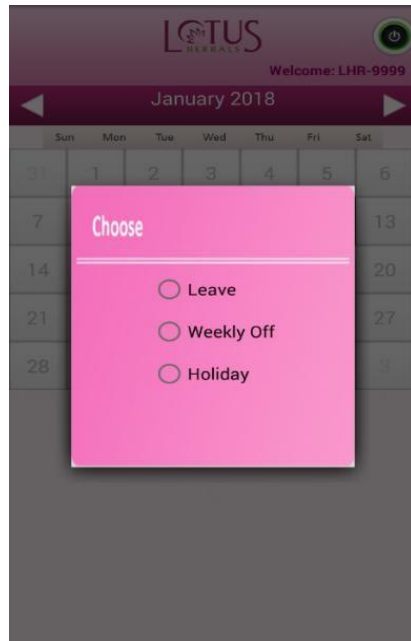 LOTUS
HERBALS
Welcome: LHR-9999
January 2018
Sun Mon Tue Wed Thu Fri Sat
31 1 2 3 4 5 6
7 13
Choose
14 20
Leave
21 27
Weekly Off
28 3
Holiday